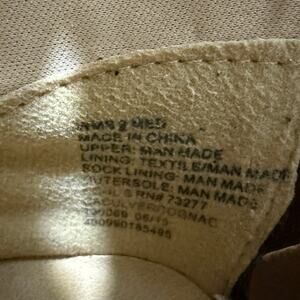 MED
MADE IN CHINA
UPPER: MAN MADE
LINING: TEXTILE/MAN MADE
SOCK LINING: MAN MADE
OUTERSOLE: MAN MADE
RN# 73277
CACULVER COGNAC